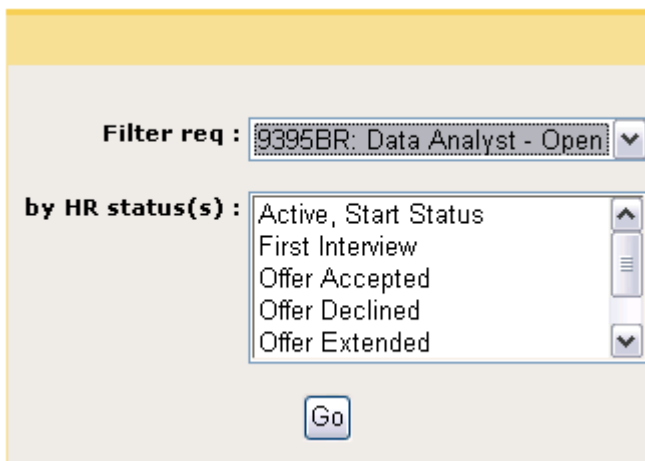 Filter req : 9395BR: Data Analyst - Open
by HR status(s) : Active, Start Status
First Interview
Offer Accepted
Offer Declined
Offer Extended
Go